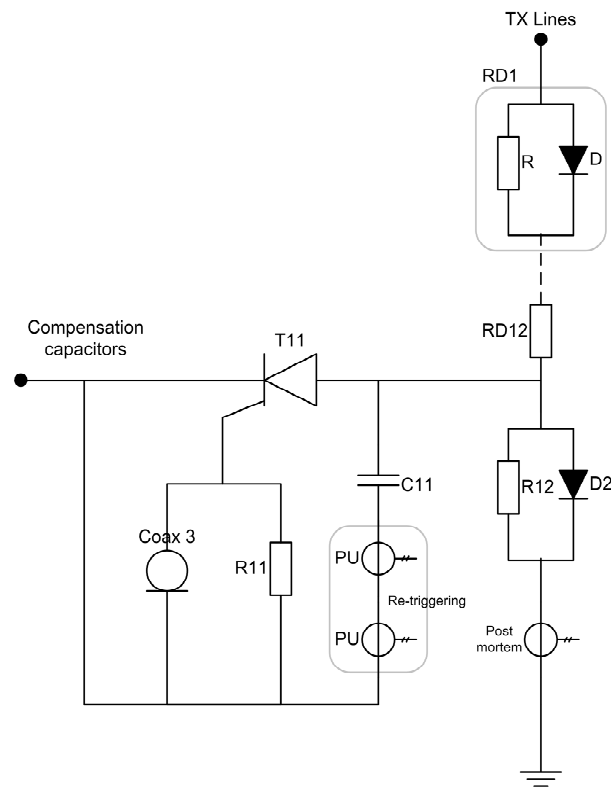 TX Lines
RD1
R
D
RD12
Compensation
capacitors
T11
C11
R12
D2
Coax 3
R11
PU
Re-triggering
PU
Post
mortem